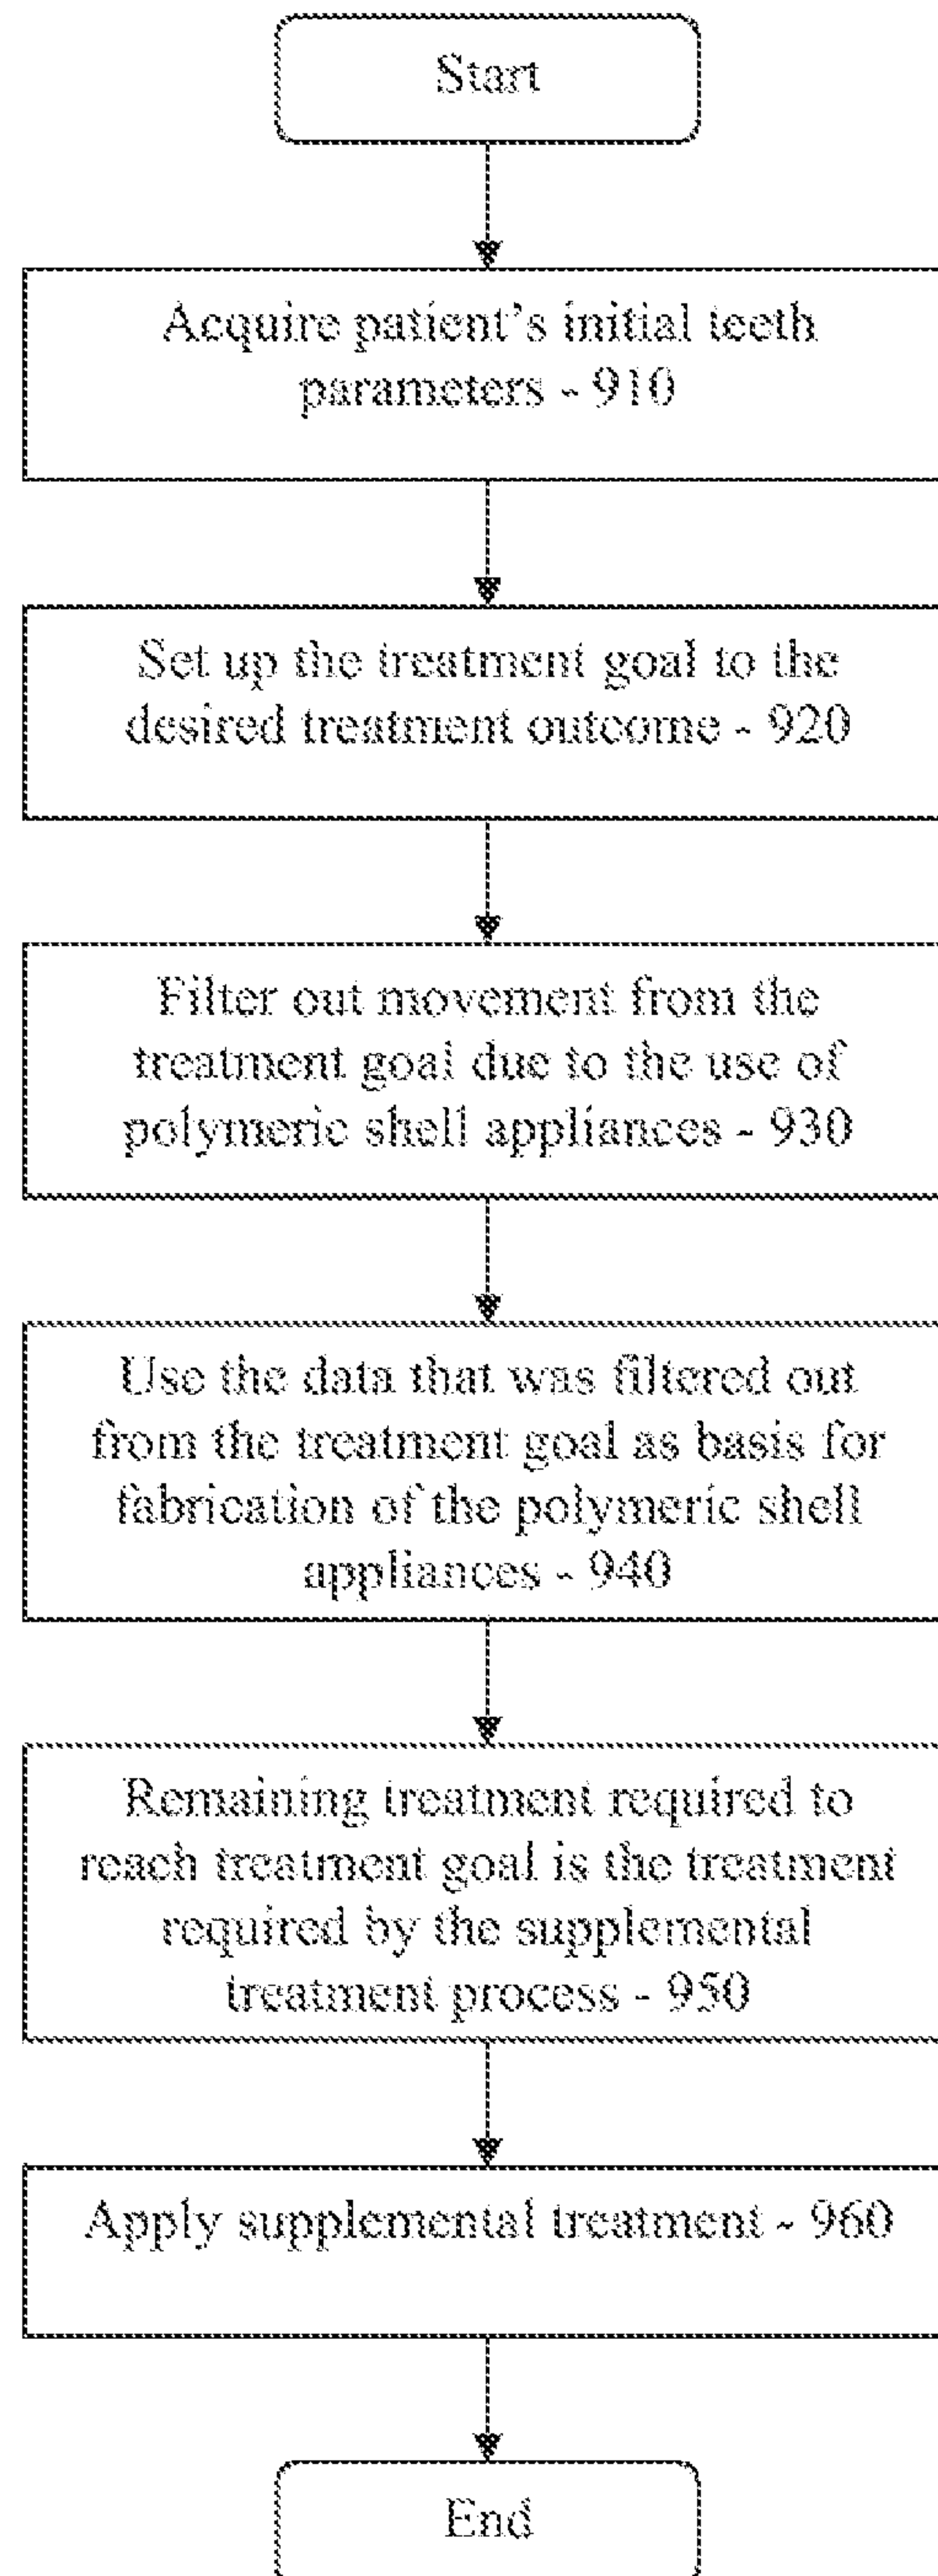 Start
Acquire patient's initial teeth
parameters - 910
Set up the treatment goal to the
desired treatment outcome - 920
Filter out movement from the
treatment goal due to the use of
polymeric shell appliances - 930
Use the data that was filtered out
from the treatment goal as basis for
fabrication of the polymeric shell
appliances - 940
Remaining treatment required to
reach treatment goal is the treatment
required by the supplemental
treatment process - 950
Apply supplemental treatment - 960
End